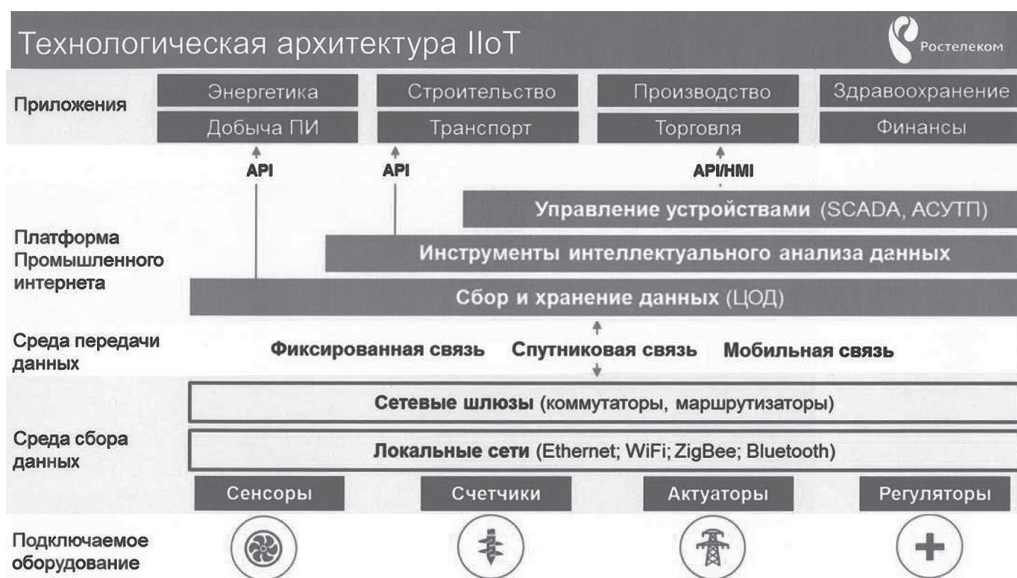 Технологическая архитектура IIoT
Ростелеком
Приложения
Энергетика
Строительство
Производство
Здравоохранение
Добыча ПИ
Транспорт
Торговля
Финансы
API
API
API/HMI
Платформа
Промышленного
интернета
Управление устройствами (SCADA, АСУТП)
Инструменты интеллектуального анализа данных
Сбор и хранение данных (ЦОД)
Среда передачи
данных
Фиксированная связь Спутниковая связь Мобильная связь
Среда сбора
данных
Сетевые шлюзы (коммутаторы, маршрутизаторы)
Локальные сети (Ethernet; WiFi; ZigBee; Bluetooth)
Сенсоры
Счетчики
Актуаторы
Регуляторы
Подключаемое
оборудование